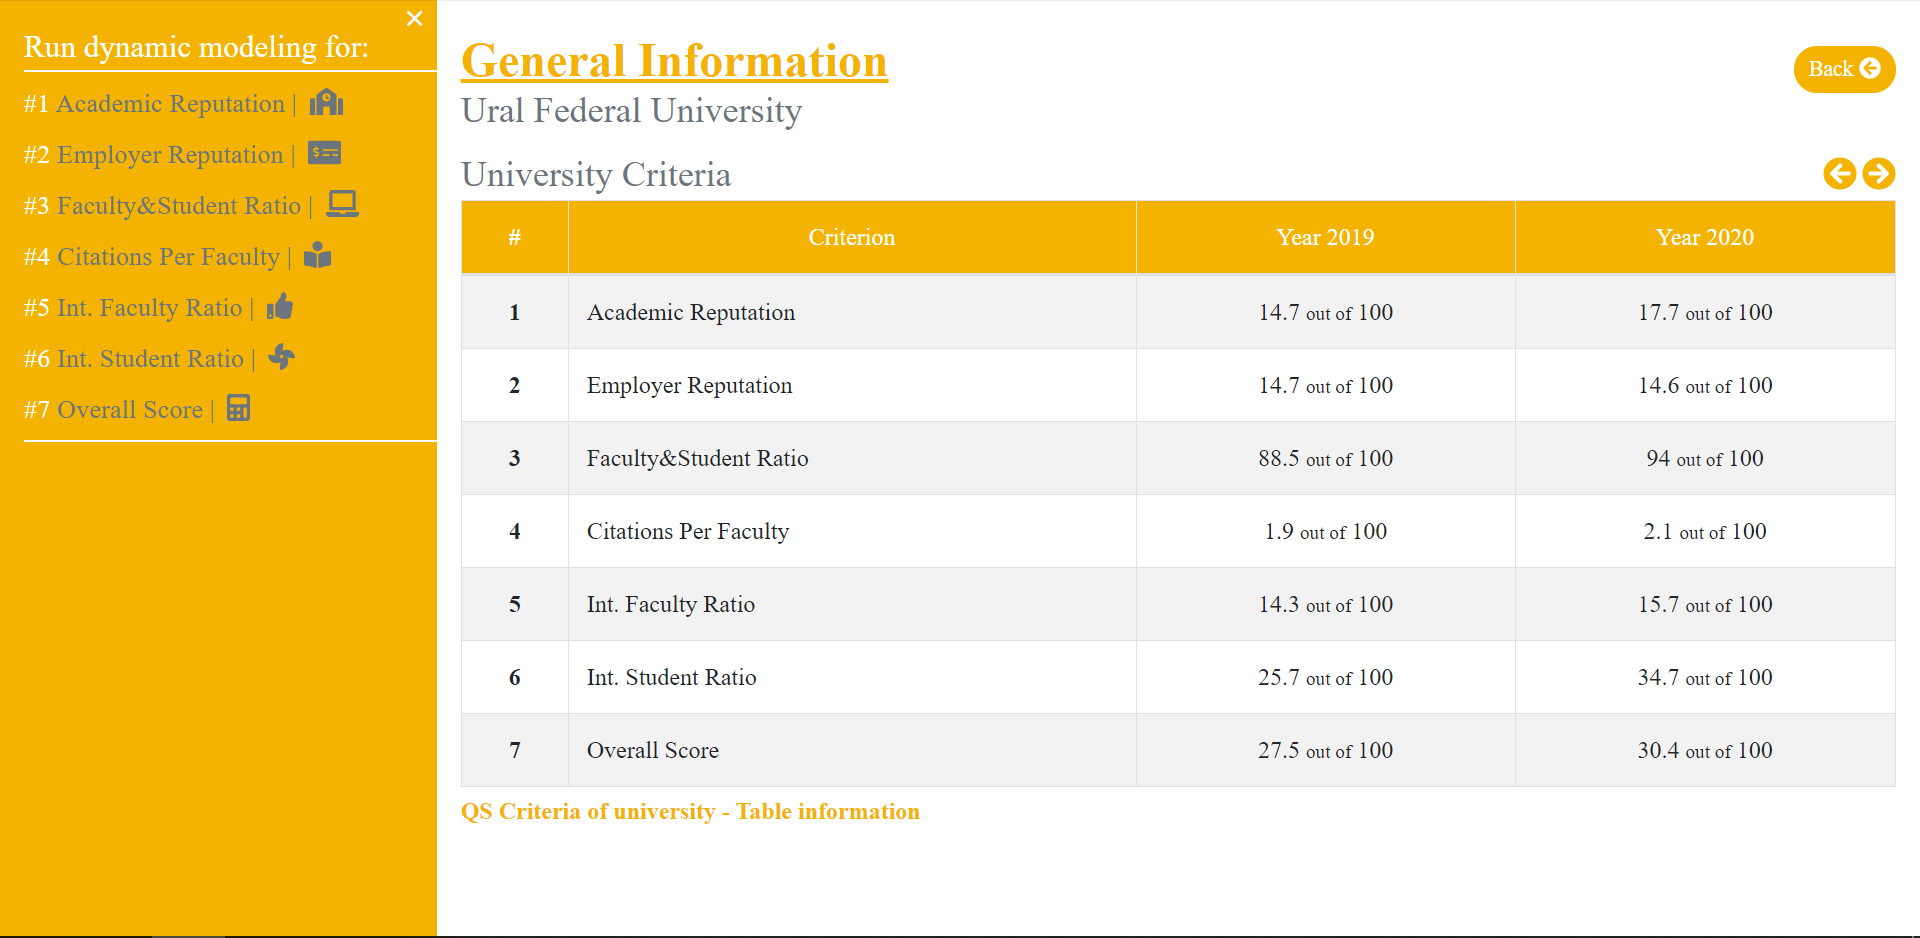 Run dynamic modeling for:
#1 Academic Reputation |
#2 Employer Reputation |
#3 Faculty&Student Ratio |
#4 Citations Per Faculty |
#5 Int. Faculty Ratio |
#6 Int. Student Ratio |
#7 Overall Score |
General Information
Back
Ural Federal University
University Criteria
# Criterion Year 2019 Year 2020
1 Academic Reputation 14.7 out of 100 17.7 out of 100
2 Employer Reputation 14.7 out of 100 14.6 out of 100
3 Faculty&Student Ratio 88.5 out of 100 94 out of 100
4 Citations Per Faculty 1.9 out of 100 2.1 out of 100
5 Int. Faculty Ratio 14.3 out of 100 15.7 out of 100
6 Int. Student Ratio 25.7 out of 100 34.7 out of 100
7 Overall Score 27.5 out of 100 30.4 out of 100
QS Criteria of university - Table information